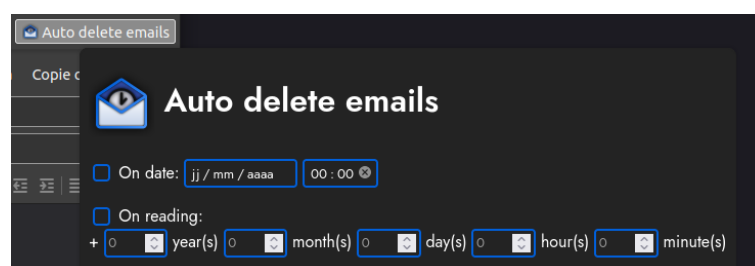 Auto delete emails
Copie
Auto delete emails
On date: jj / mm / aaaa 00 : 00
On reading:
+ 0 year(s) 0 month(s) 0 day(s) 0 hour(s) 0 minute(s)